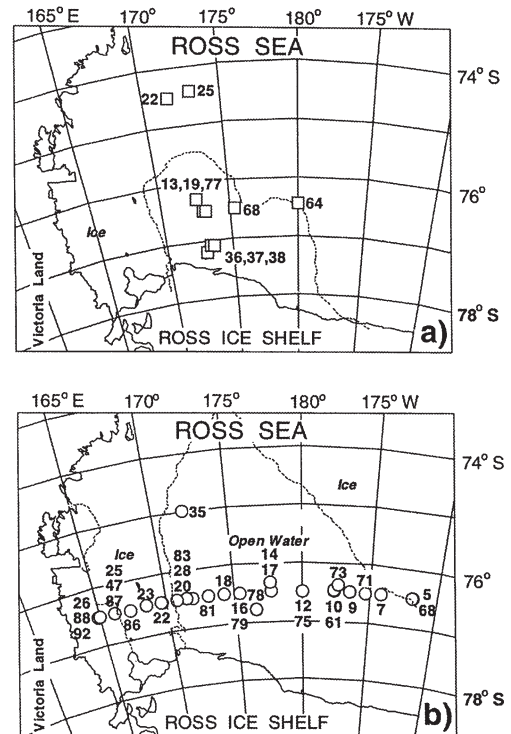 165° E 170° 175° 180° 175° W
ROSS SEA
74° S
22 25
76°
13,19,77
68 64
Ice
36,37,38
Victoria Land
78° S
ROSS ICE SHELF a)
165° E 170° 175° 180° 175° W
ROSS SEA
74° S
Ice
35
Open Water
Ice 83 14
25 28 17 73 71 76°
47 20 18 78
26 87 23 5
88 86 22 81 16 12 10 9 7 68
92 79 75 61
Victoria Land
78° S
ROSS ICE SHELF b)